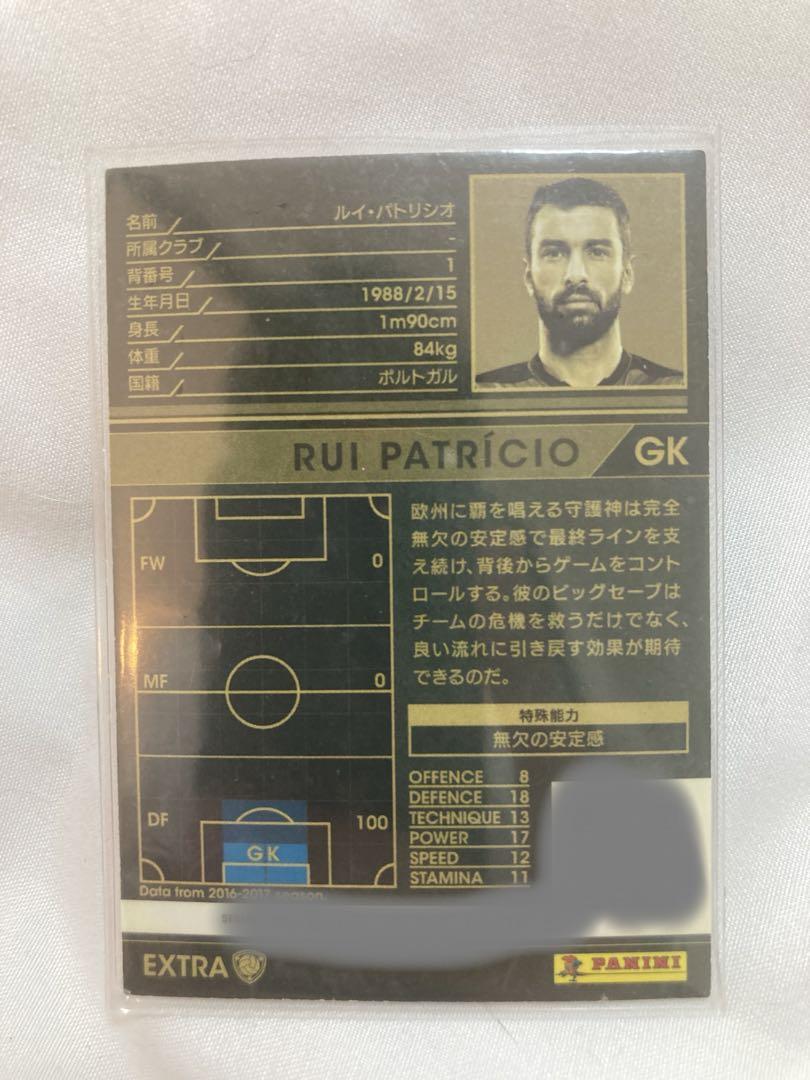 名前 ルイ・パトリシオ
所属クラブ -
背番号 1
生年月日 1988/2/15
身長 1m90cm
体重 84kg
国籍 ポルトガル
RUI PATRÍCIO GK
欧州に覇を唱える守護神は完全
無欠の安定感で最終ラインを支
え続け、背後からゲームをコント
ロールする。彼のビッグセーブは
チームの危機を救うだけでなく、
良い流れに引き戻す効果が期待
できるのだ。
特殊能力
無欠の安定感
FW 0
MF 0
DF 100
GK
OFFENCE 8
DEFENCE 18
TECHNIQUE 13
POWER 17
SPEED 12
STAMINA 11
Data from 2016-2017 season.
EXTRA
PANINI